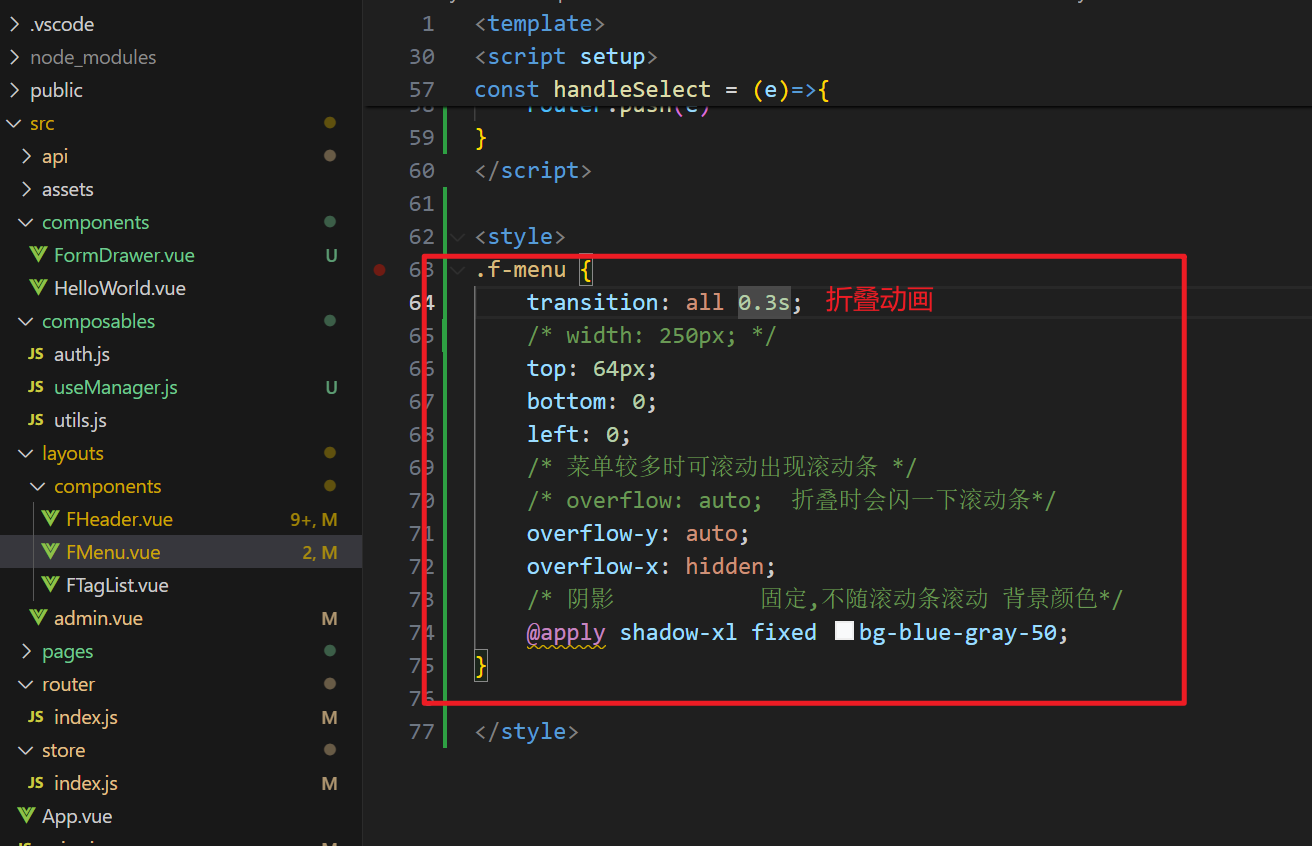 .vscode
node_modules
public
src
api
assets
components
FormDrawer.vue U
HelloWorld.vue
composables
JS auth.js
JS useManager.js U
JS utils.js
layouts
components
FHeader.vue 9+, M
FMenu.vue 2, M
FTagList.vue
admin.vue M
pages
router
JS index.js M
store
JS index.js M
App.vue
1 <template>
30 <script setup>
57 const handleSelect = (e)=>{
58 router.push(e)
59 }
60 </script>
61
62 <style>
63 .f-menu {
64 transition: all 0.3s; 折叠动画
65 /* width: 250px; */
66 top: 64px;
67 bottom: 0;
68 left: 0;
69 /* 菜单较多时可滚动出现滚动条 */
70 /* overflow: auto; 折叠时会闪一下滚动条*/
71 overflow-y: auto;
72 overflow-x: hidden;
73 /* 阴影 固定,不随滚动条滚动 背景颜色*/
74 @apply shadow-xl fixed bg-blue-gray-50;
75 }
76
77 </style>